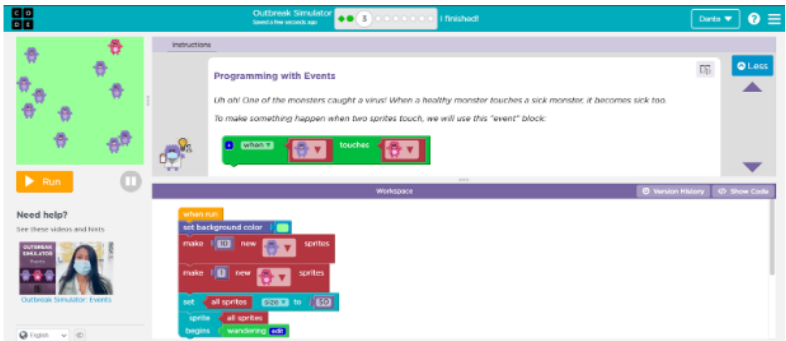 C O
D E
Outbreak Simulator
Saved a few seconds ago
3
I finished!
Dante
?
Instructions
Less
Programming with Events
Uh oh! One of the monsters caught a virus! When a healthy monster touches a sick monster, it becomes sick too.
To make something happen when two sprites touch, we will use this "event" block:
when touches
Run
Workspace
Version History
Show Code
Need help?
See these videos and hints
OUTBREAK
SIMULATOR
Events
Outbreak Simulator: Events
English
when run
set background color
make 10 new sprites
make 1 new sprites
set all sprites size to 50
sprite all sprites
begins wandering edit